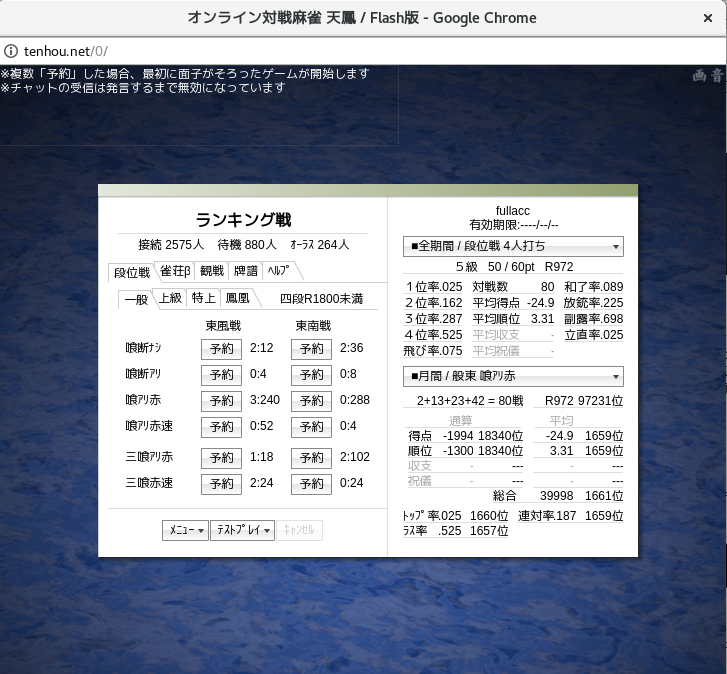 オンライン対戦麻雀 天鳳 / Flash版 - Google Chrome
tenhou.net/0/
※複数「予約」した場合、最初に面子がそろったゲームが開始します
※チャットの受信は発言するまで無効になっています
画 音
ランキング戦
接続 2575人 待機 880人 ｵｰﾗｽ 264人
段位戦 雀荘β 観戦 牌譜 ﾍﾙﾌﾟ
一般 上級 特上 鳳凰 四段R1800未満
東風戦 東南戦
喰断ﾅｼ 予約 2:12 予約 2:36
喰断ｱﾘ 予約 0:4 予約 0:8
喰ｱﾘ赤 予約 3:240 予約 0:288
喰ｱﾘ赤速 予約 0:52 予約 0:4
三喰ｱﾘ赤 予約 1:18 予約 2:102
三喰赤速 予約 2:24 予約 0:24
ﾒﾆｭｰ ﾃｽﾄﾌﾟﾚｲ ｷｬﾝｾﾙ
fullacc
有効期限:----/--/--
■全期間 / 段位戦 4人打ち
５級 50 / 60pt R972
１位率.025 対戦数 80 和了率.089
２位率.162 平均得点 -24.9 放銃率.225
３位率.287 平均順位 3.31 副露率.698
４位率.525 平均収支 - 立直率.025
飛び率.075 平均祝儀 -
■月間 / 般東 喰ｱﾘ赤
2+13+23+42 = 80戦 R972 97231位
通算 平均
得点 -1994 18340位 -24.9 1659位
順位 -1300 18340位 3.31 1659位
収支 - --- - ---
祝儀 - --- - ---
総合 39998 1661位
ﾄｯﾌﾟ率.025 1660位 連対率.187 1659位
ﾗｽ率 .525 1657位